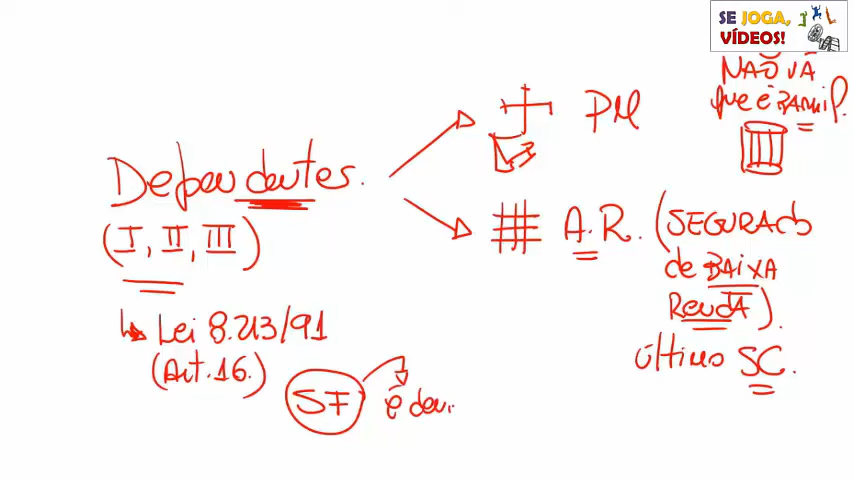 SE JOGA,
VÍDEOS!
NÃO VÁ
que é
PM
Dependentes.
(I, II, III)
A.R. (SEGURADO
de BAIXA
RENDA).
último SC.
Lei 8.213/91
(Art. 16.)
SF
é dev